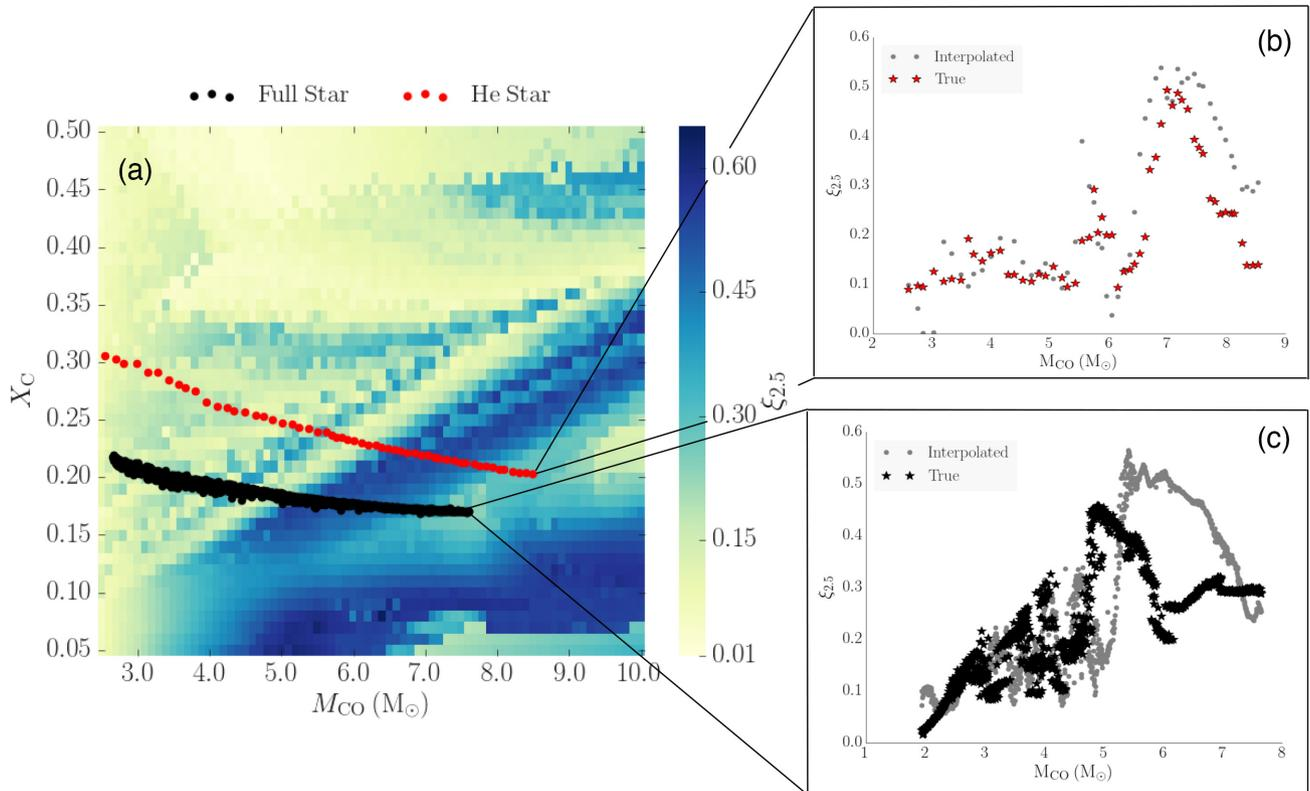 Full Star
He Star
(a)
0.50
0.45
0.40
0.35
0.30
0.25
0.20
0.15
0.10
0.05
X_C
3.0 4.0 5.0 6.0 7.0 8.0 9.0 10.0
M_CO (M_⊙)
0.60
0.45
0.30
0.15
0.01
ξ_2.5
(b)
Interpolated
True
0.6
0.5
0.4
0.3
0.2
0.1
0.0
ξ_2.5
2 3 4 5 6 7 8 9
M_CO (M_⊙)
(c)
Interpolated
True
0.6
0.5
0.4
0.3
0.2
0.1
0.0
ξ_2.5
1 2 3 4 5 6 7 8
M_CO (M_⊙)